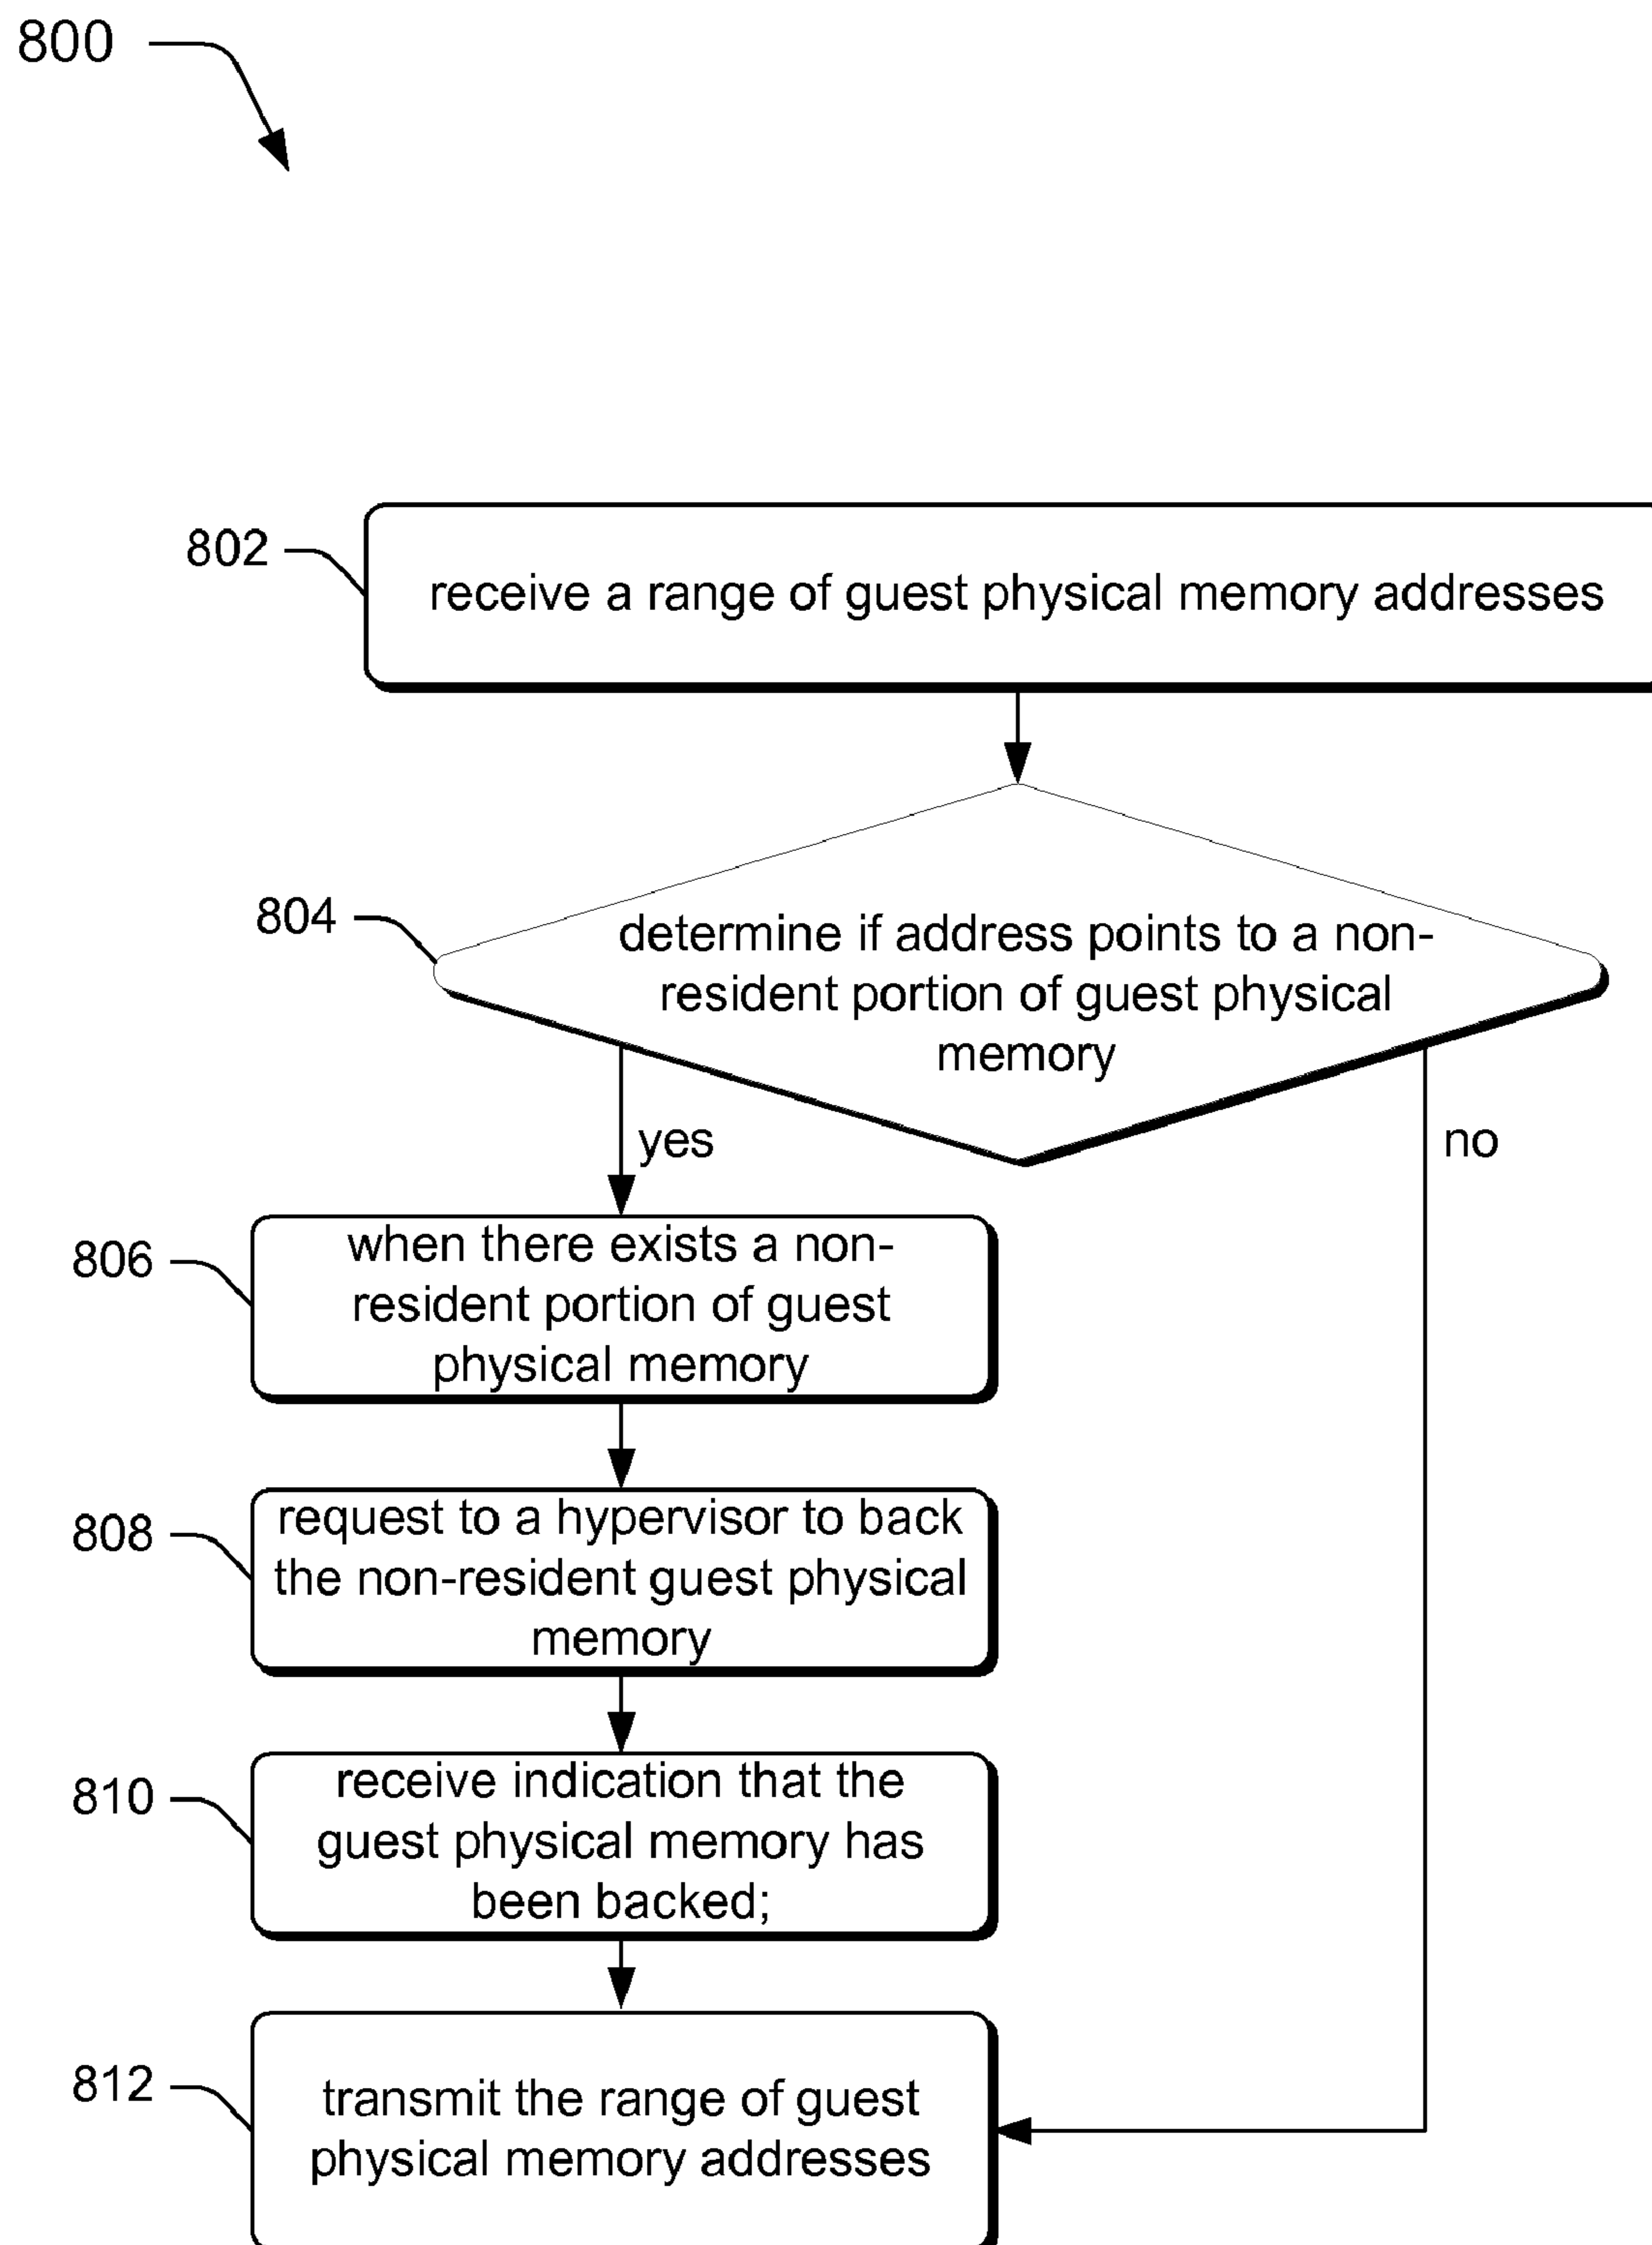 800
802
receive a range of guest physical memory addresses
804
determine if address points to a non-
resident portion of guest physical
memory
yes
no
806
when there exists a non-
resident portion of guest
physical memory
808
request to a hypervisor to back
the non-resident guest physical
memory
810
receive indication that the
guest physical memory has
been backed;
812
transmit the range of guest
physical memory addresses